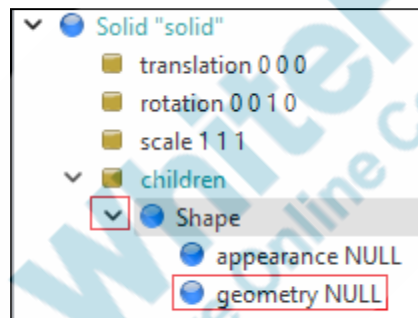 Solid "solid"
translation 0 0 0
rotation 0 0 1 0
scale 1 1 1
children
Shape
appearance NULL
geometry NULL